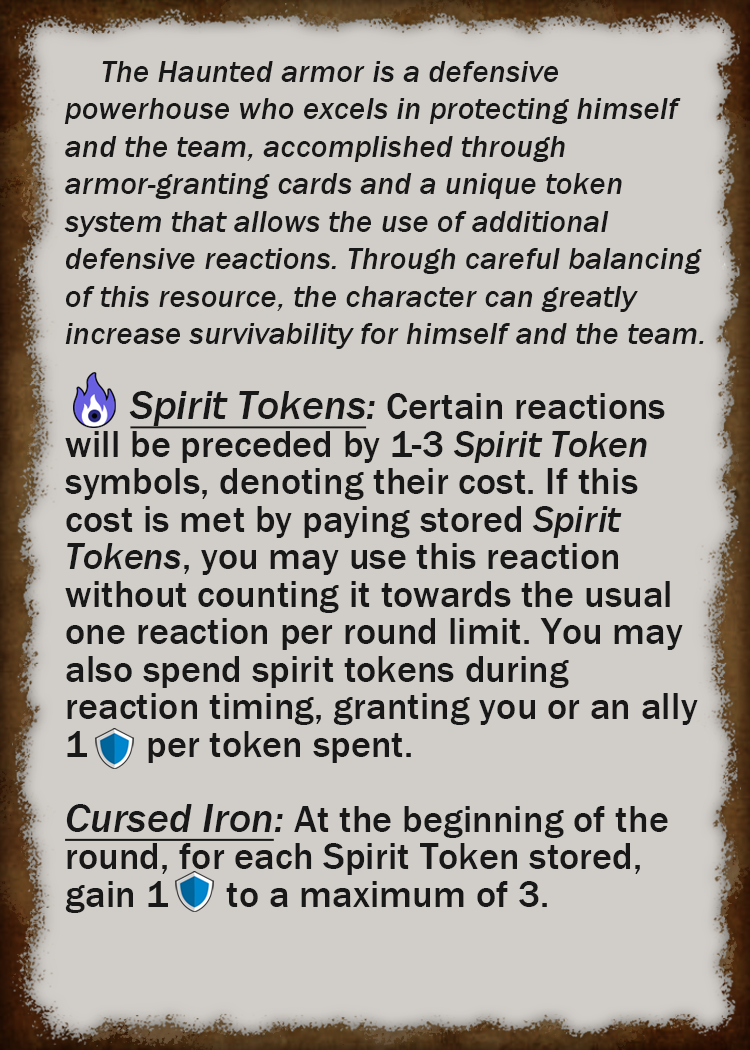 The Haunted armor is a defensive
powerhouse who excels in protecting himself
and the team, accomplished through
armor-granting cards and a unique token
system that allows the use of additional
defensive reactions. Through careful balancing
of this resource, the character can greatly
increase survivability for himself and the team.
Spirit Tokens: Certain reactions
will be preceded by 1-3 Spirit Token
symbols, denoting their cost. If this
cost is met by paying stored Spirit
Tokens, you may use this reaction
without counting it towards the usual
one reaction per round limit. You may
also spend spirit tokens during
reaction timing, granting you or an ally
1 per token spent.
Cursed Iron: At the beginning of the
round, for each Spirit Token stored,
gain 1 to a maximum of 3.